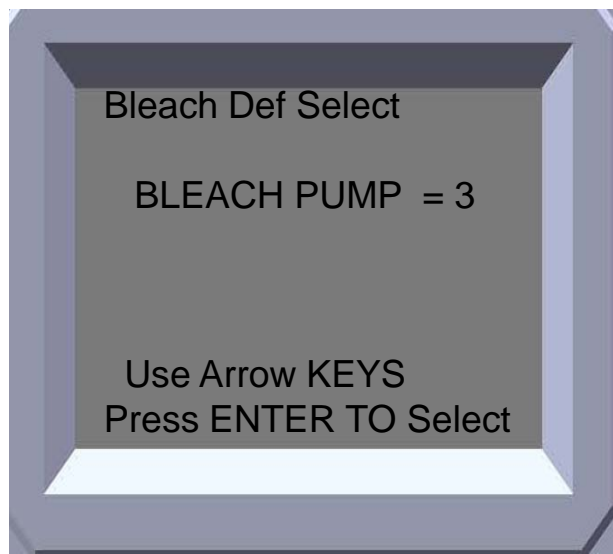 Bleach Def Select
BLEACH PUMP = 3
Use Arrow KEYS
Press ENTER TO Select